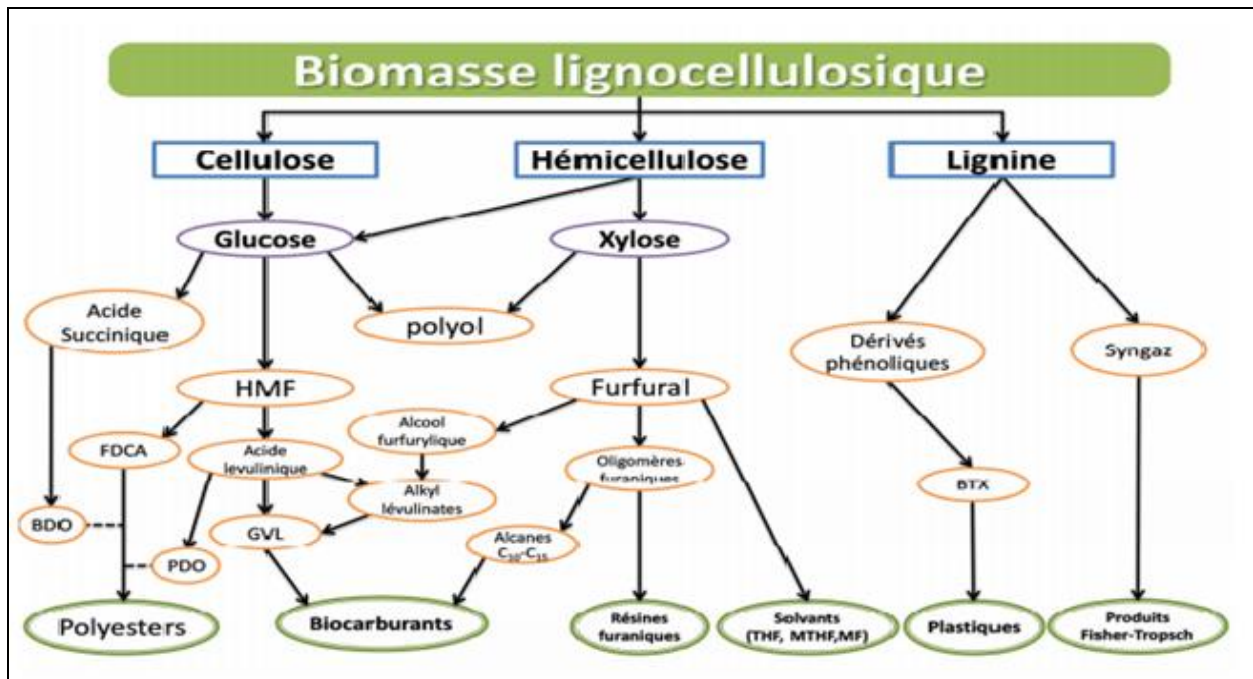 Biomasse lignocellulosique
Cellulose
Hémicellulose
Lignine
Glucose
Xylose
Acide
Succinique
polyol
Dérivés
phénoliques
Syngaz
HMF
Furfural
Alcool
furfurylique
FDCA
Acide
levulinique
Oligomères
furaniques
Alkyl
lévulinates
BTX
BDO
GVL
Alcanes
C₁₀-C₁₅
PDO
Polyesters
Biocarburants
Résines
furaniques
Solvants
(THF, MTHF,MF)
Plastiques
Produits
Fisher-Tropsch